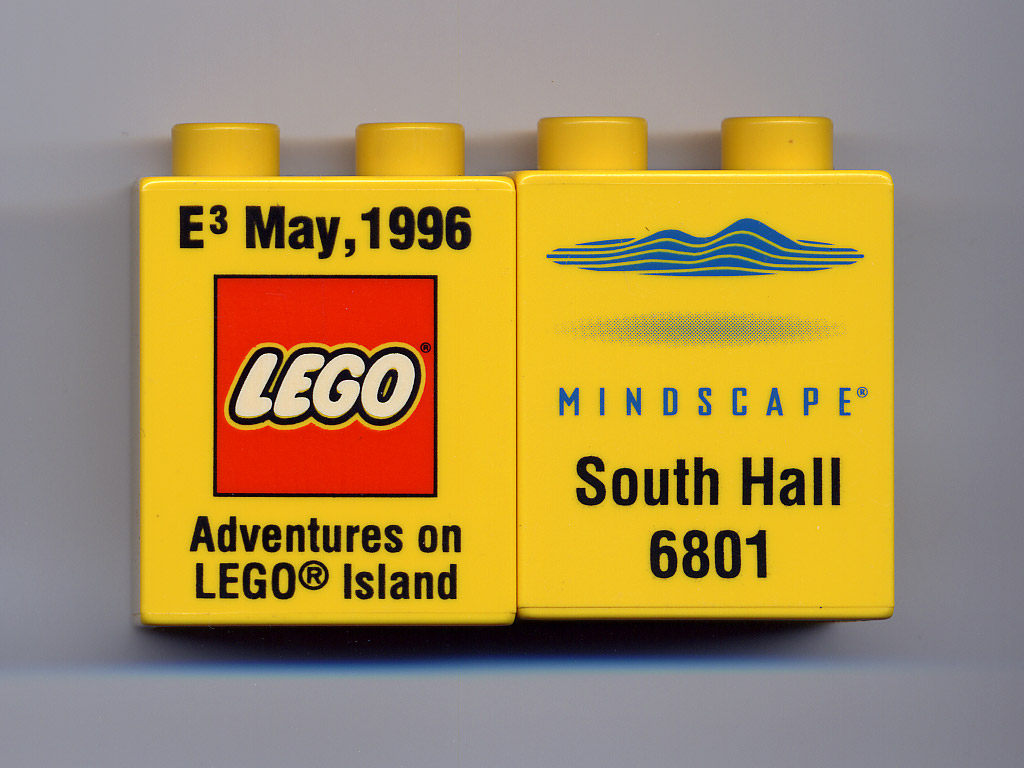 E³ May,1996
LEGO®
Adventures on
LEGO® Island
MINDSCAPE®
South Hall
6801